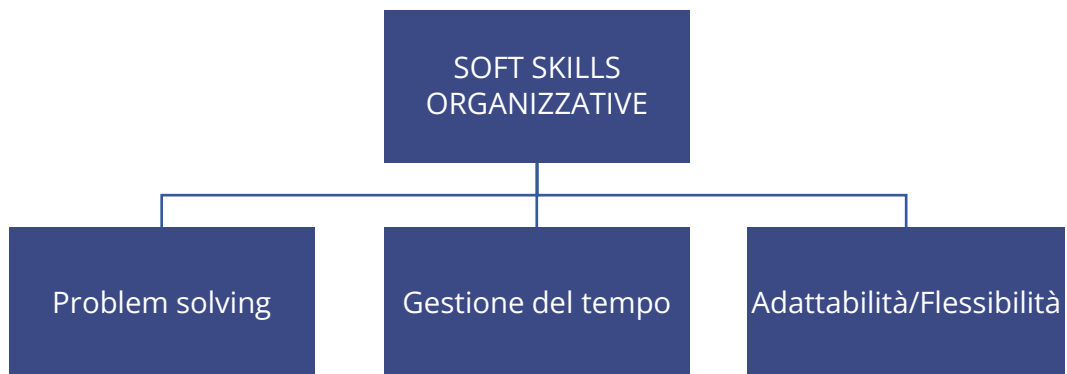 SOFT SKILLS
ORGANIZZATIVE
Problem solving
Gestione del tempo
Adattabilità/Flessibilità